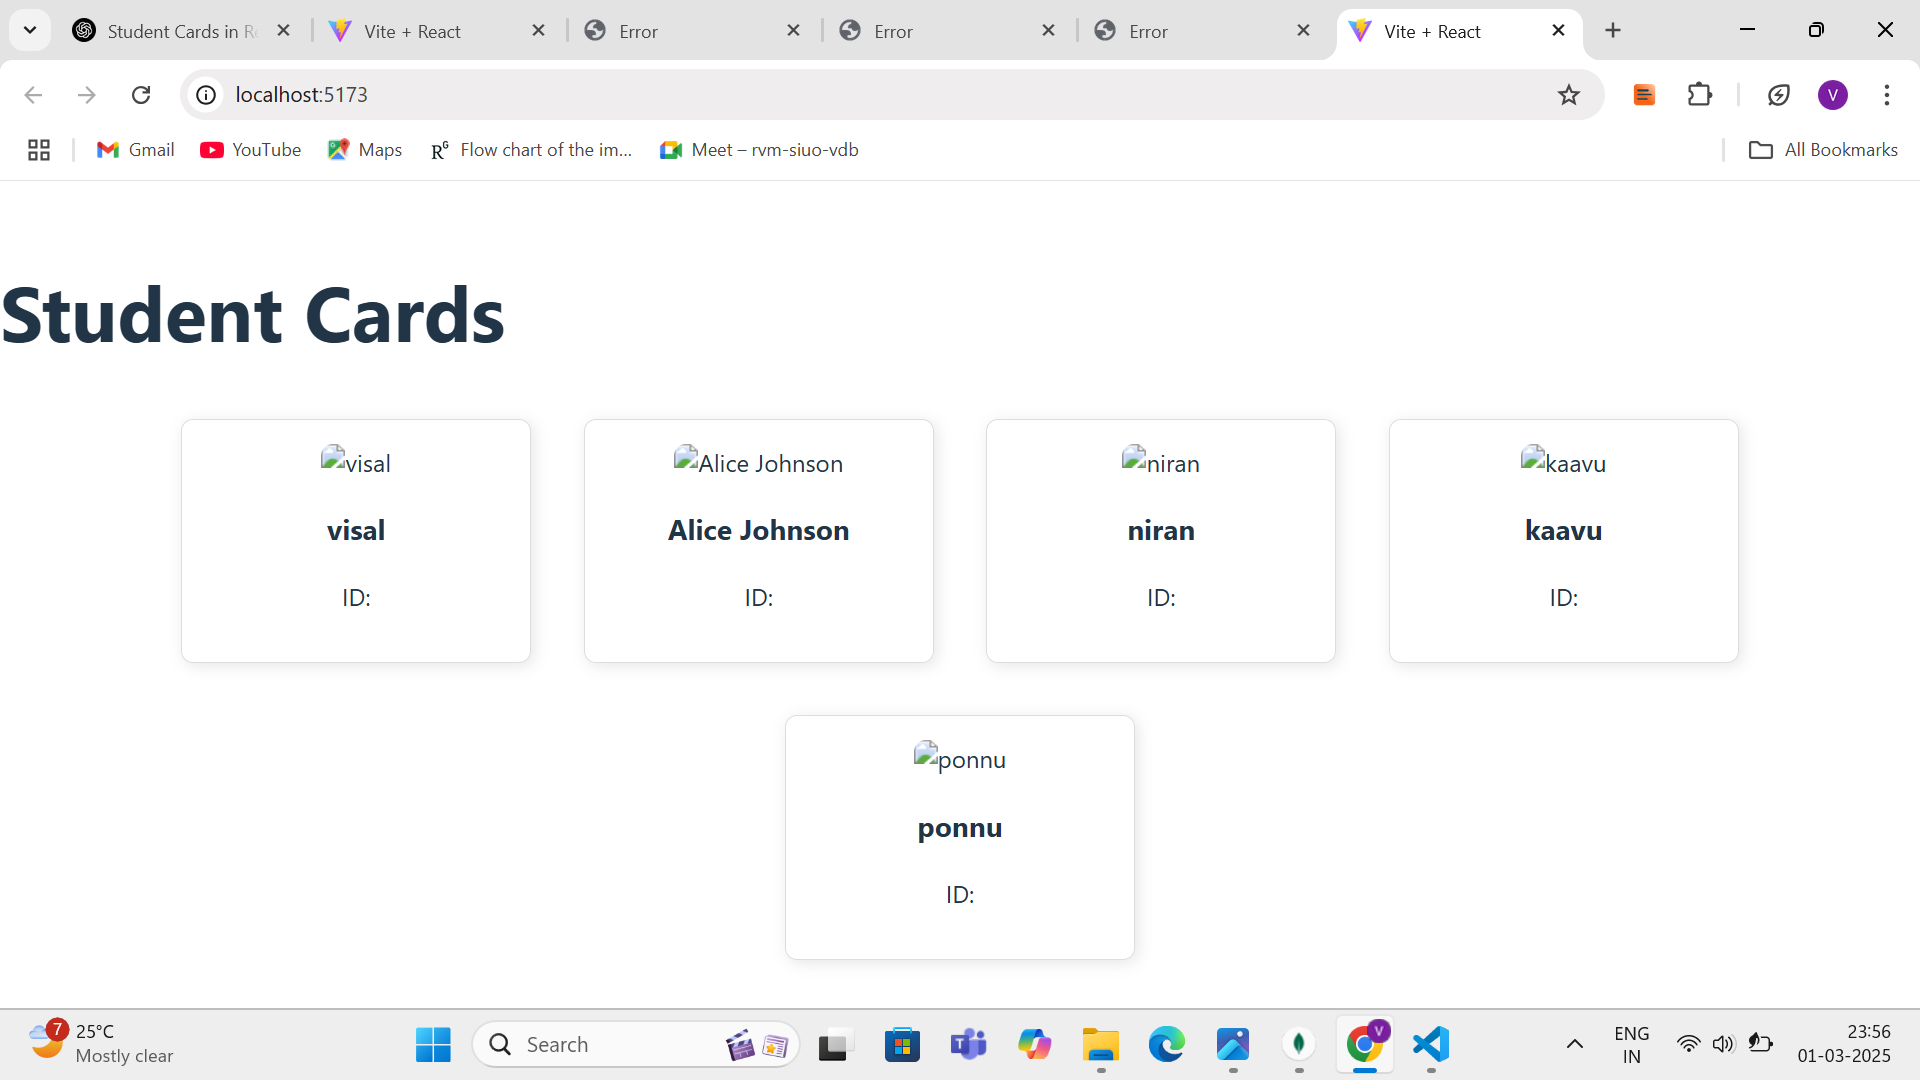 Student Cards in Re
Vite + React
Error
Error
Error
Vite + React
localhost:5173
V
Gmail
YouTube
Maps
RG
Flow chart of the im...
Meet – rvm-siuo-vdb
All Bookmarks
Student Cards
visal
Alice Johnson
niran
kaavu
visal
Alice Johnson
niran
kaavu
ID:
ID:
ID:
ID:
ponnu
ponnu
ID:
7
25°C
Mostly clear
Search
T
V
ENG
IN
23:56
01-03-2025